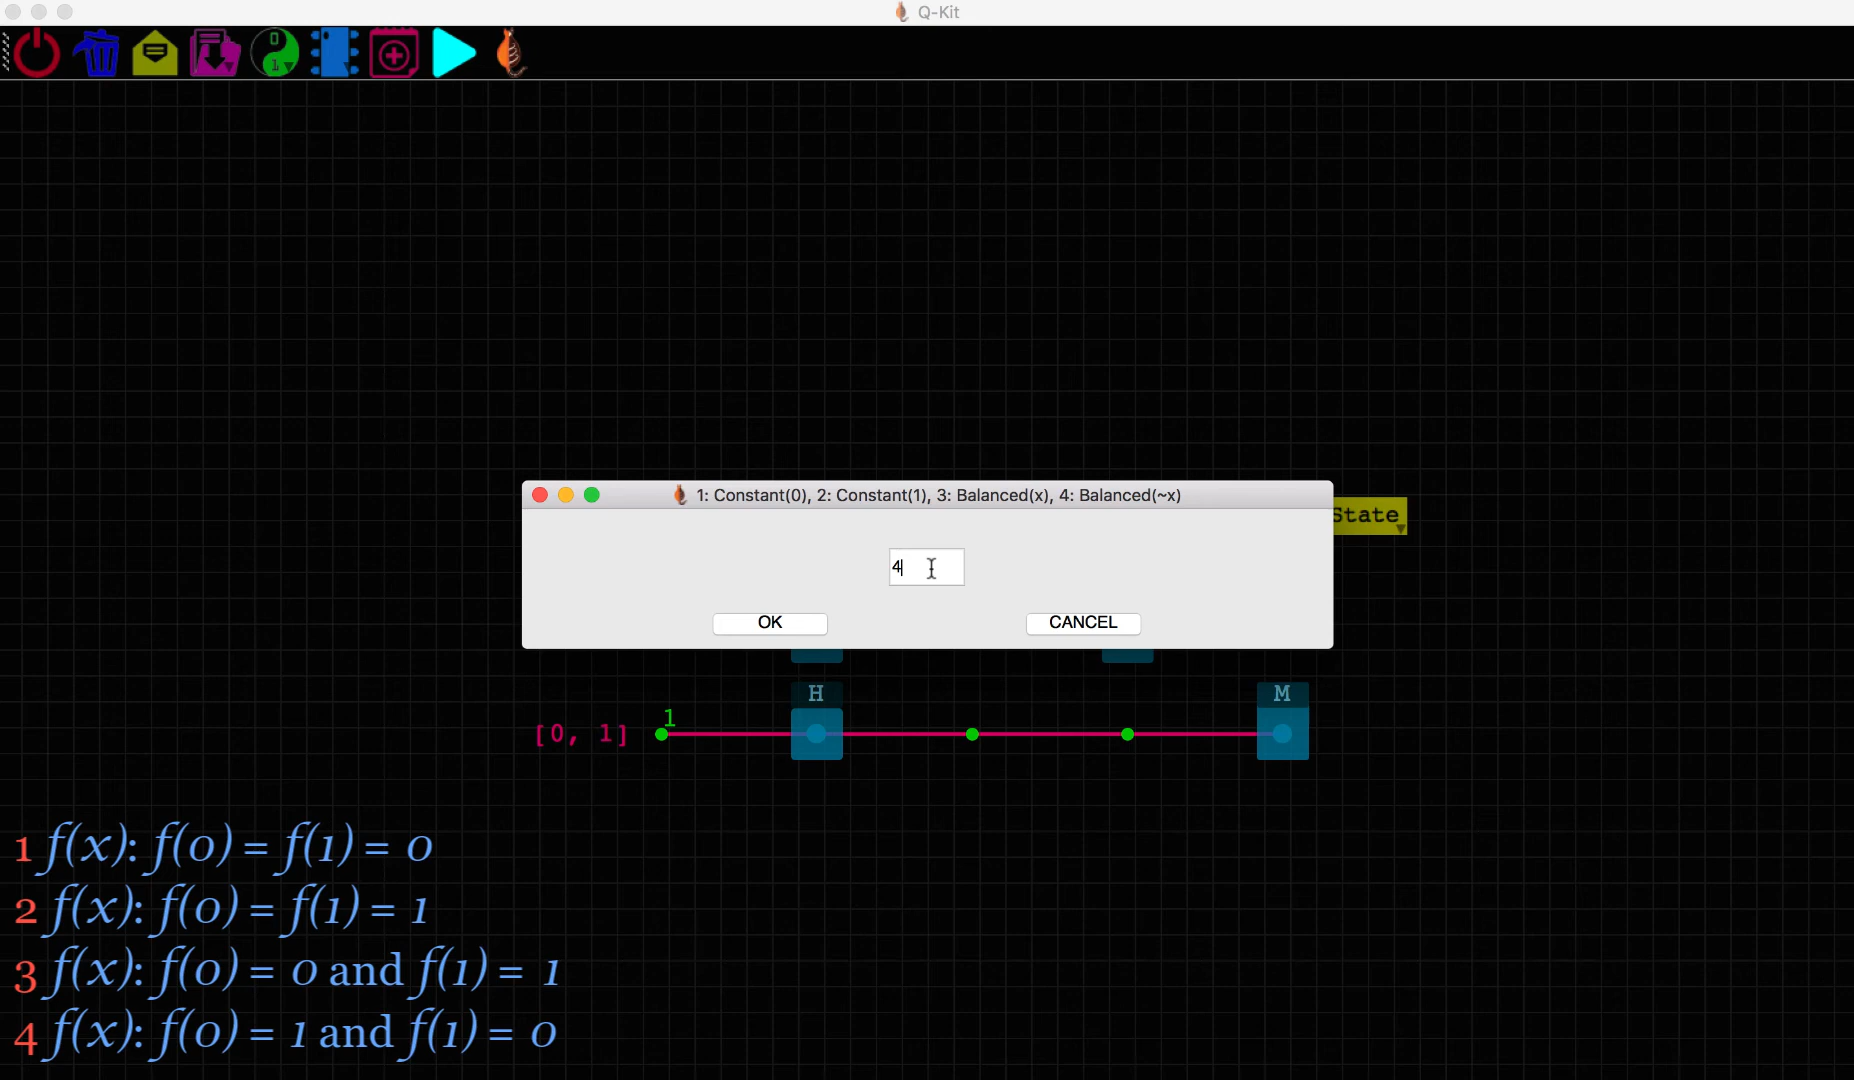 Q-Kit
0
1
1: Constant(0), 2: Constant(1), 3: Balanced(x), 4: Balanced(~x)
State
4
OK CANCEL
H M
1
[0, 1]
1 f(x): f(0) = f(1) = 0
2 f(x): f(0) = f(1) = 1
3 f(x): f(0) = 0 and f(1) = 1
4 f(x): f(0) = 1 and f(1) = 0